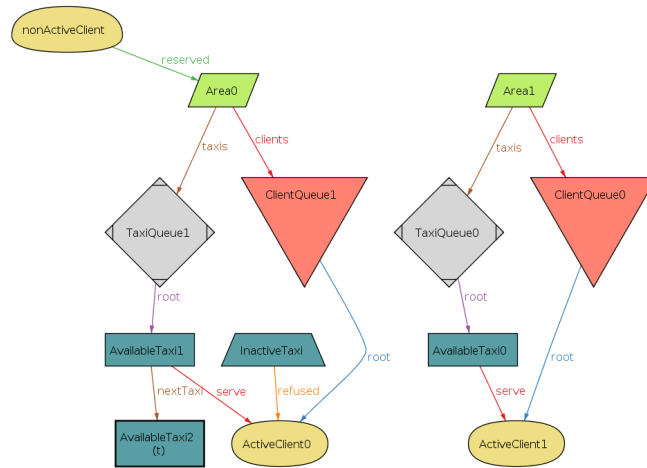 nonActiveClient
reserved
Area0
Area1
taxis
clients
taxis
clients
ClientQueue1
ClientQueue0
TaxiQueue1
TaxiQueue0
root
root
root
root
AvailableTaxi1
InactiveTaxi
AvailableTaxi0
nextTaxi
serve
refused
serve
AvailableTaxi2
(t)
ActiveClient0
ActiveClient1